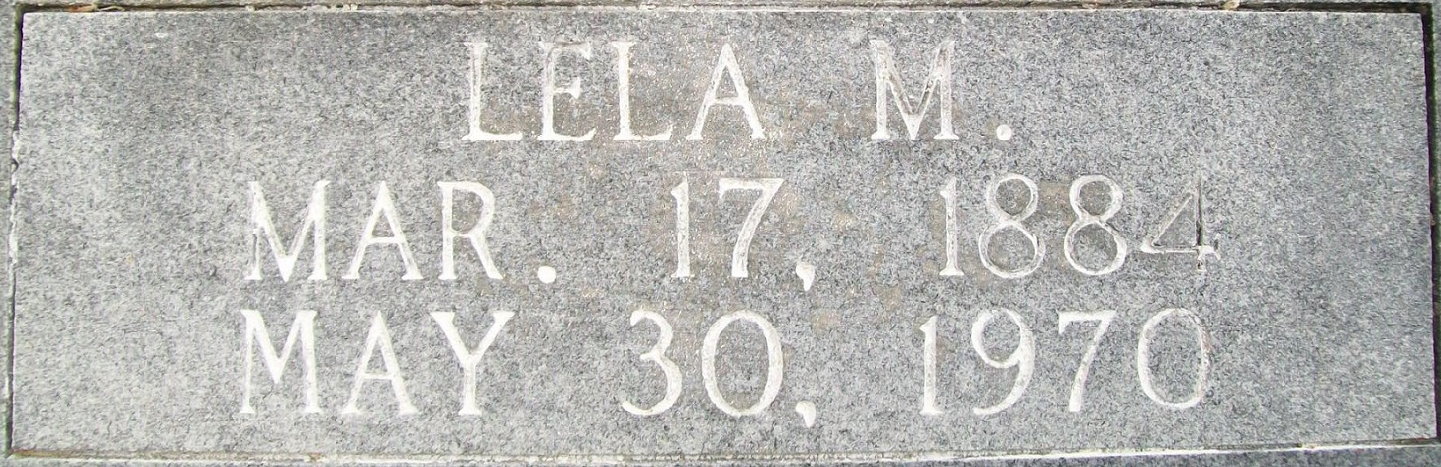 LELA M.
MAR. 17, 1884
MAY 30, 1970